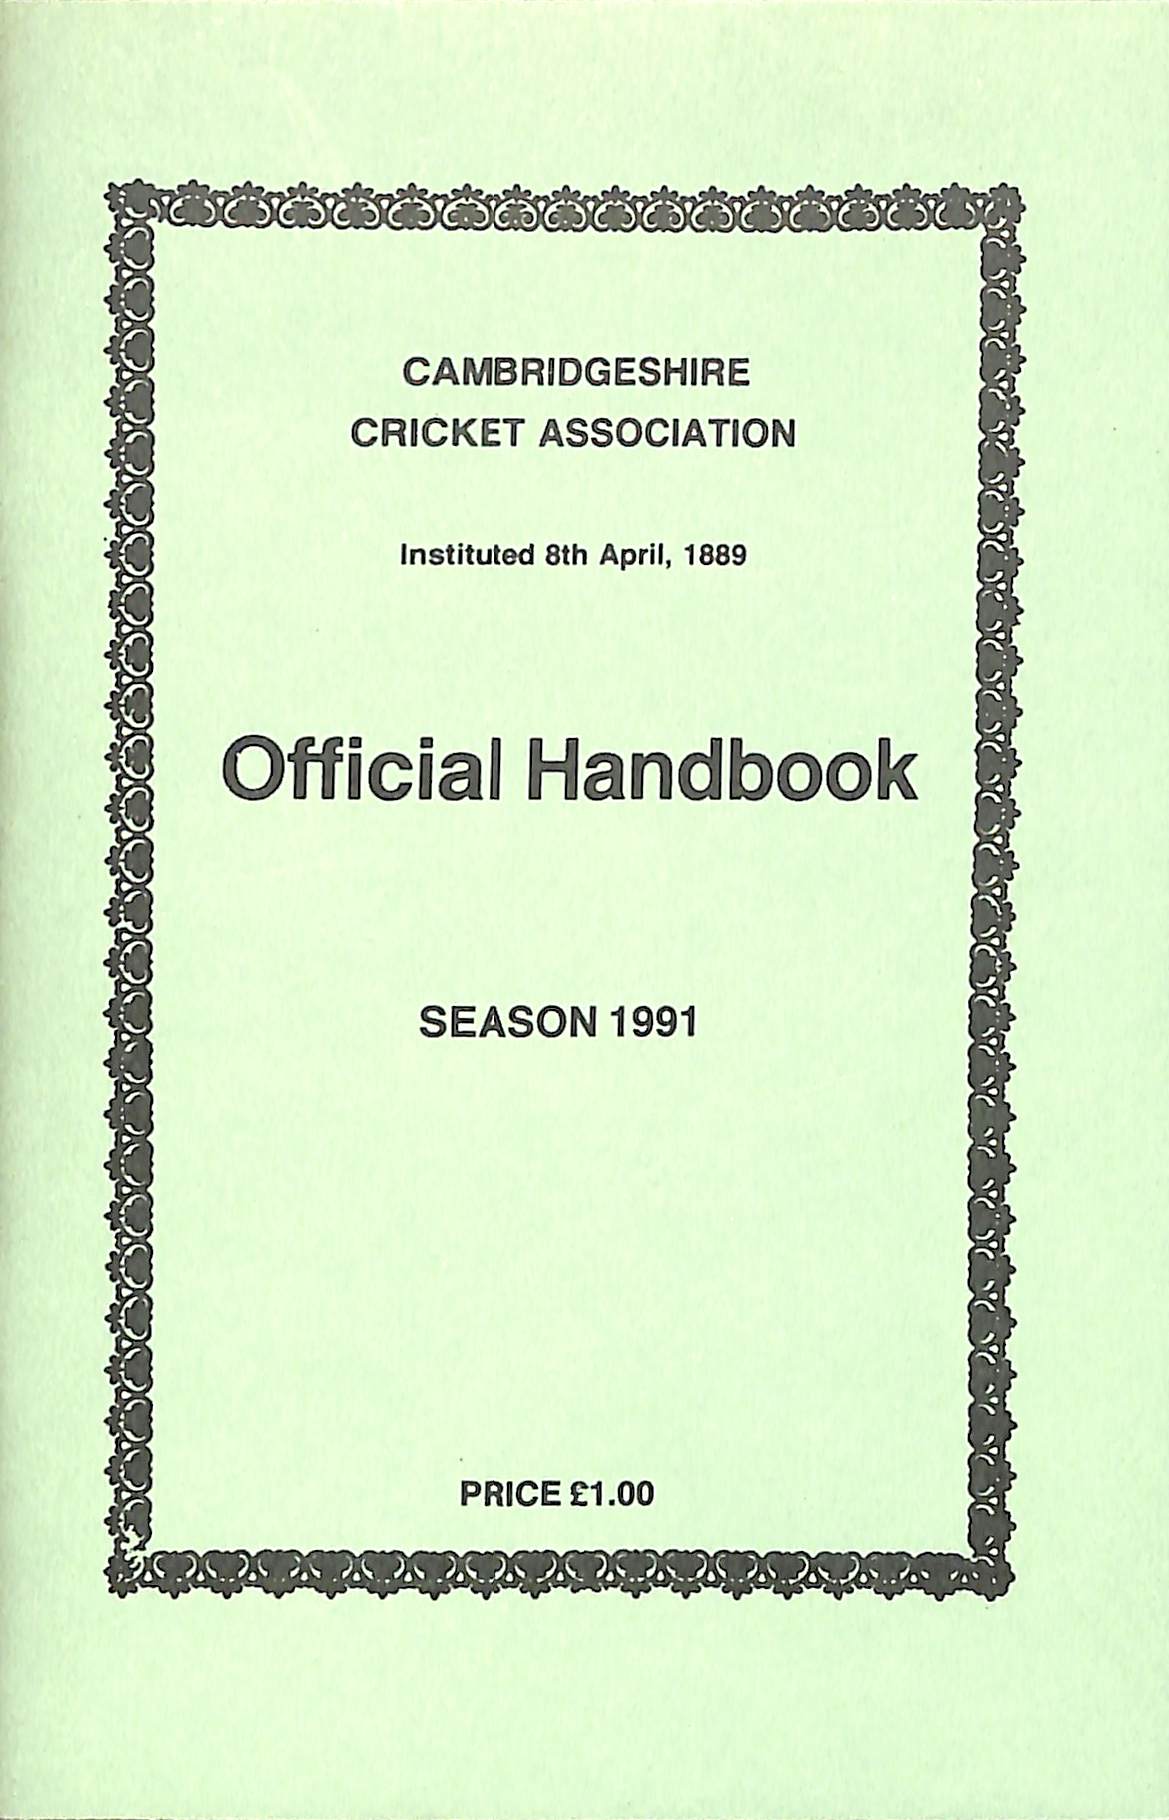 CAMBRIDGESHIRE
CRICKET ASSOCIATION
Instituted 8th April, 1889
Official Handbook
SEASON 1991
PRICE £1.00